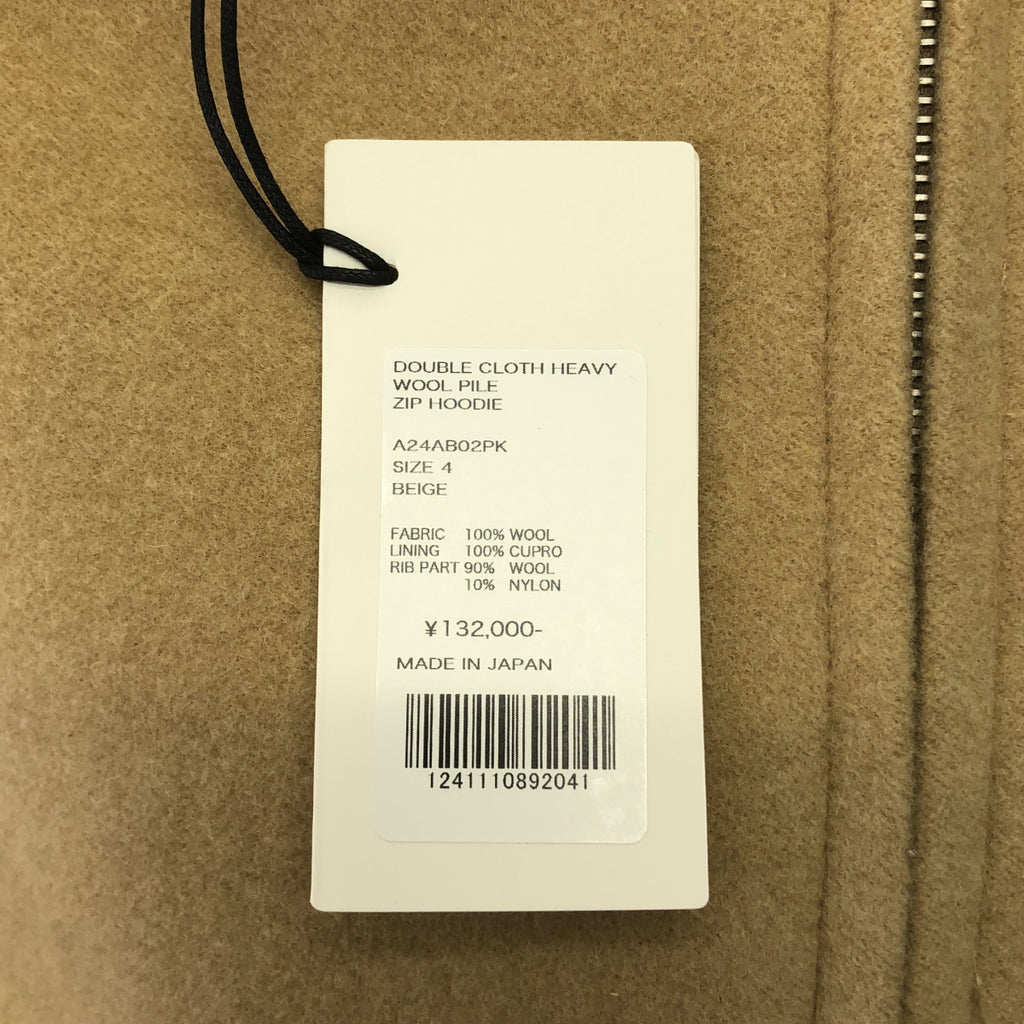 DOUBLE CLOTH HEAVY
WOOL PILE
ZIP HOODIE
A24AB02PK
SIZE 4
BEIGE
FABRIC 100% WOOL
LINING 100% CUPRO
RIB PART 90% WOOL
10% NYLON
¥132,000-
MADE IN JAPAN
1241110892041